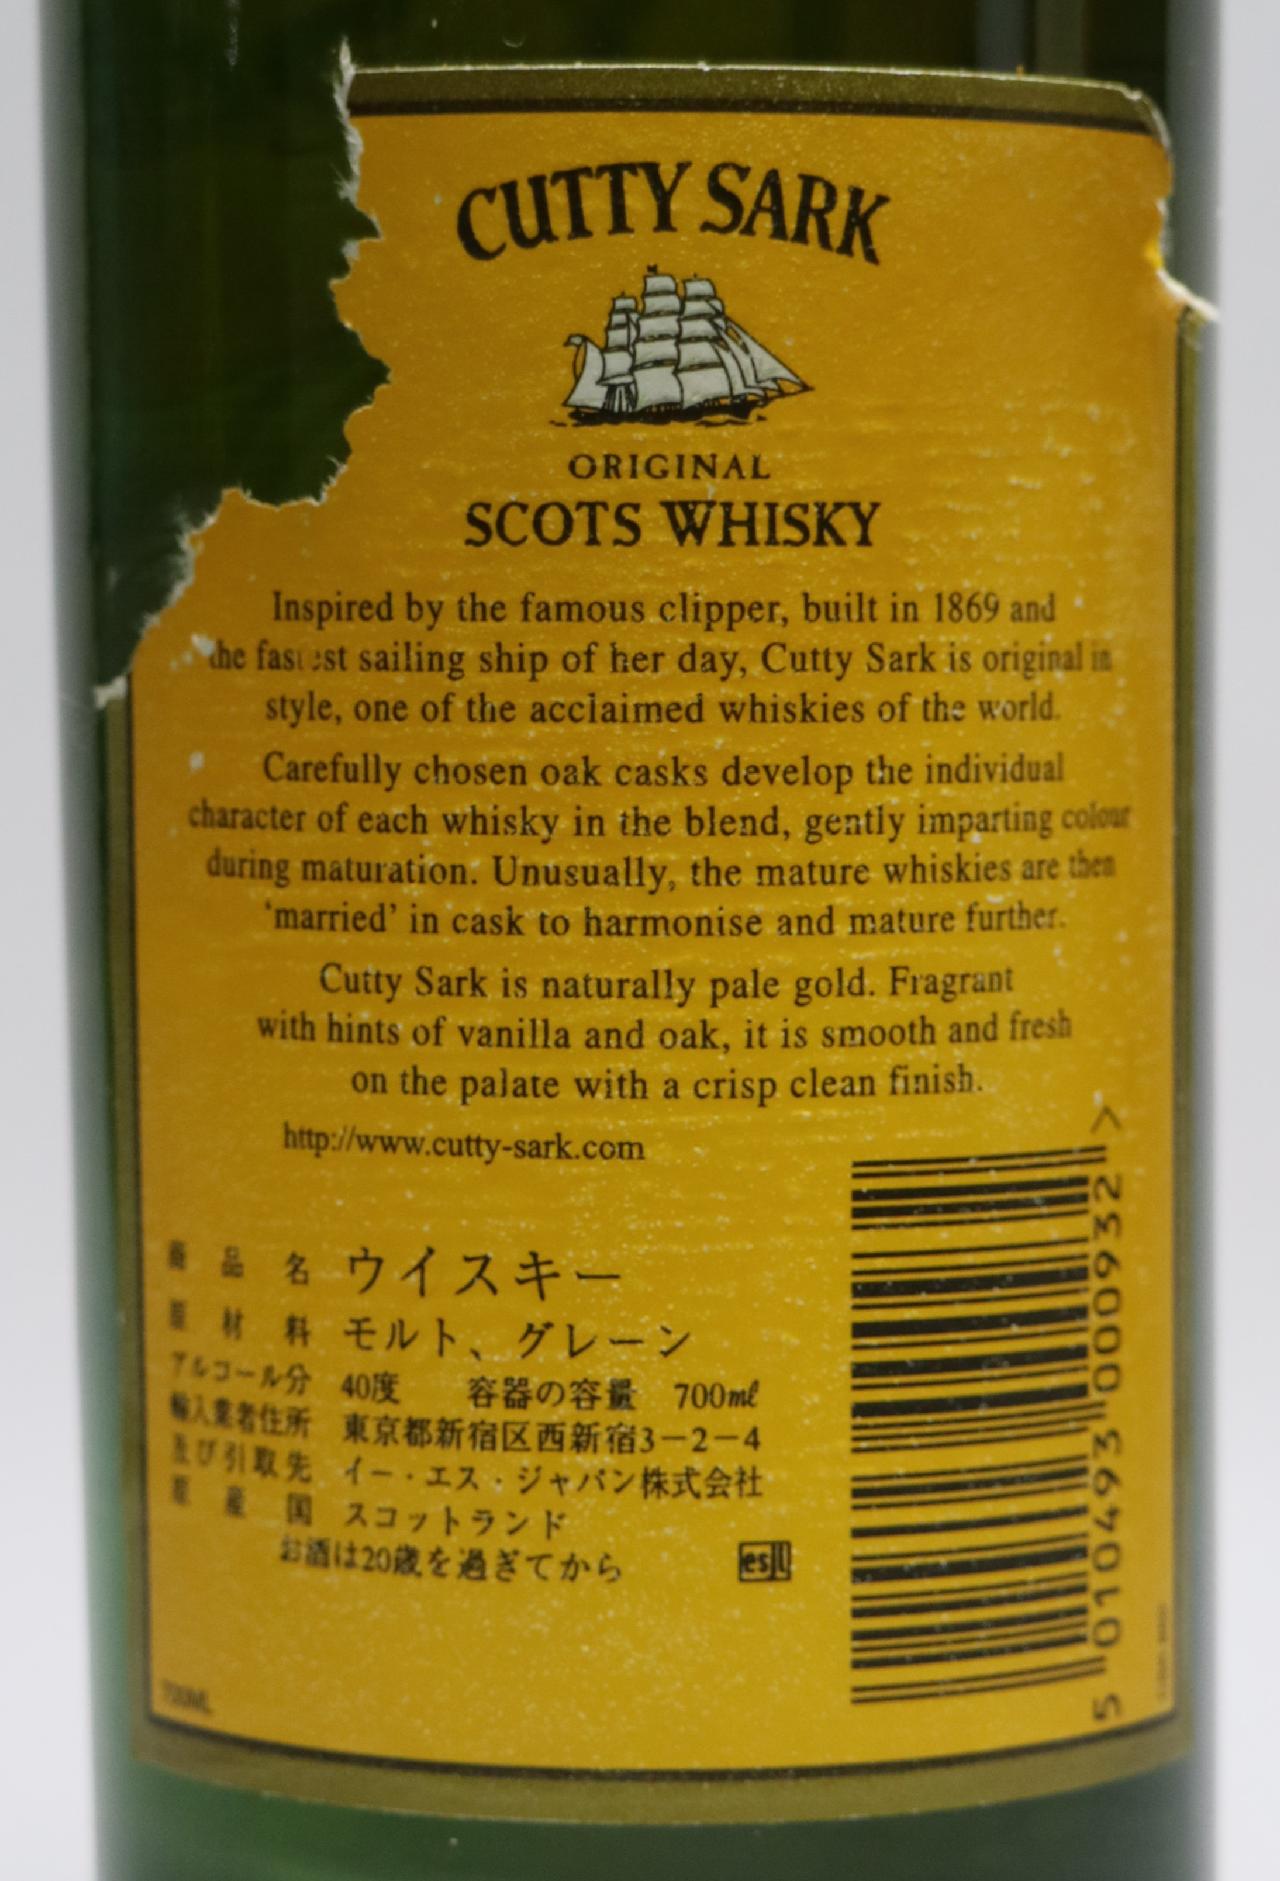 CUTTY SARK
ORIGINAL
SCOTS WHISKY
Inspired by the famous clipper, built in 1869 and
the fastest sailing ship of her day, Cutty Sark is original in
style, one of the acclaimed whiskies of the world.
Carefully chosen oak casks develop the individual
character of each whisky in the blend, gently imparting colour
during maturation. Unusually, the mature whiskies are then
'married' in cask to harmonise and mature further.
Cutty Sark is naturally pale gold. Fragrant
with hints of vanilla and oak, it is smooth and fresh
on the palate with a crisp clean finish.
http://www.cutty-sark.com
商品名 ウイスキー
原材料 モルト、グレーン
アルコール分 40度 容器の容量 700ml
輸入業者住所 東京都新宿区西新宿3-2-4
及び引取先 イー・エス・ジャパン株式会社
原産国 スコットランド
お酒は20歳を過ぎてから
esjl
700ML
5 010493 000932 >